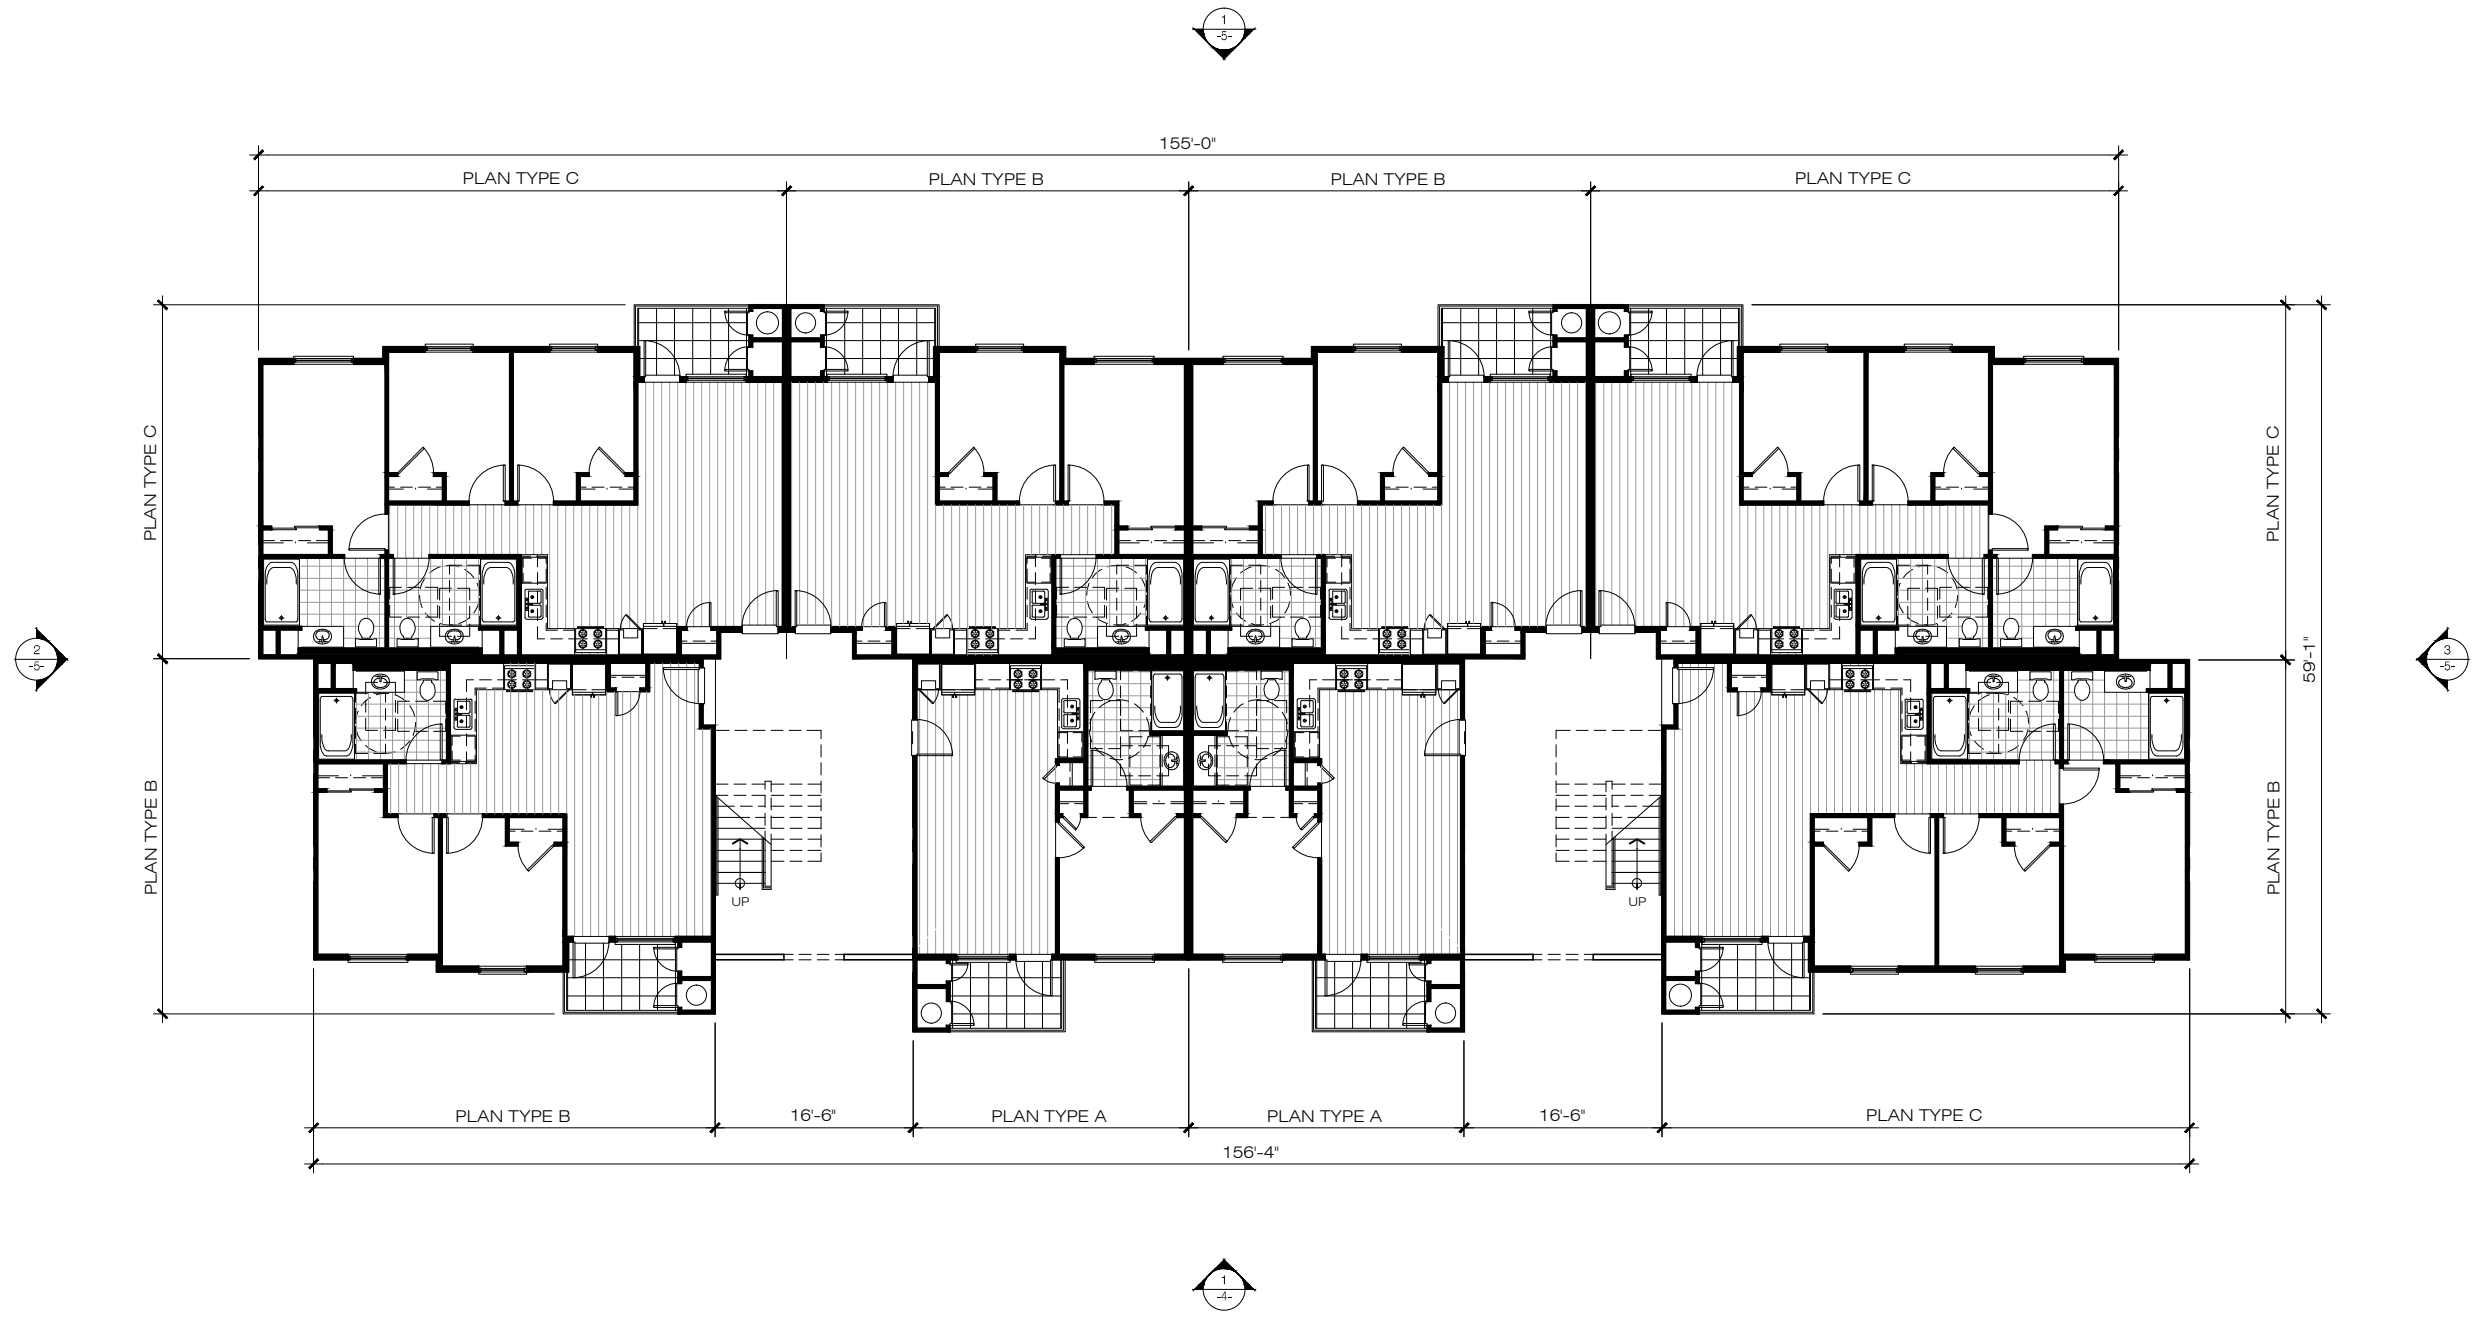 1
-5-
155'-0"
PLAN TYPE C
PLAN TYPE B
PLAN TYPE B
PLAN TYPE C
PLAN TYPE C
PLAN TYPE C
59'-1"
2
-5-
3
-5-
PLAN TYPE B
PLAN TYPE B
UP
UP
PLAN TYPE B
16'-6"
PLAN TYPE A
PLAN TYPE A
16'-6"
PLAN TYPE C
156'-4"
1
-4-